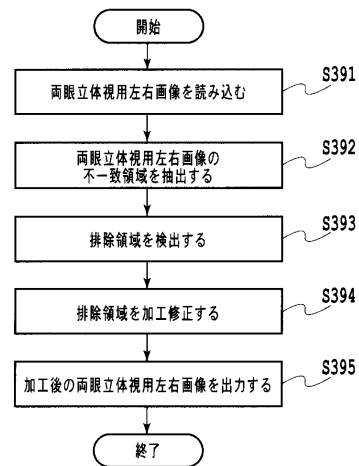 開始
S391
両眼立体視用左右画像を読み込む
S392
両眼立体視用左右画像の
不一致領域を抽出する
S393
排除領域を検出する
S394
排除領域を加工修正する
S395
加工後の両眼立体視用左右画像を出力する
終了